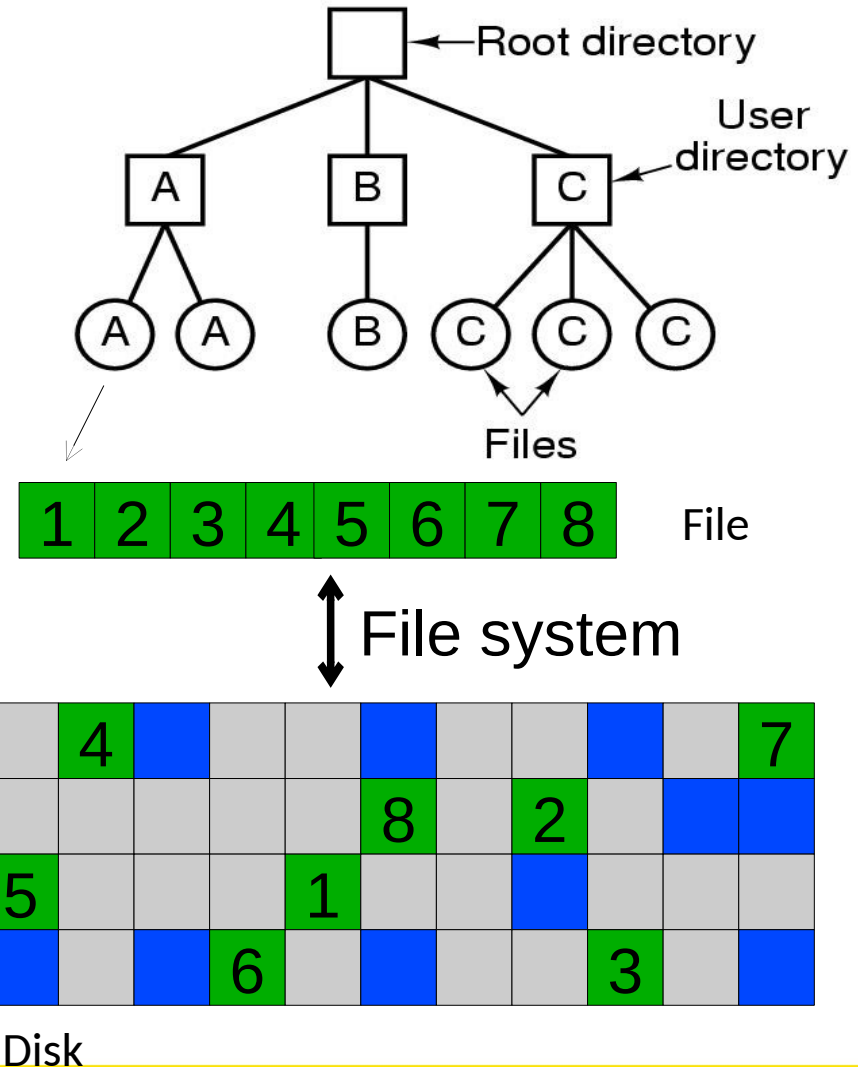 Root directory
User
directory
A B C
A A B C C C
Files
1 2 3 4 5 6 7 8 File
File system
4 7
8 2
5 1
6 3
Disk